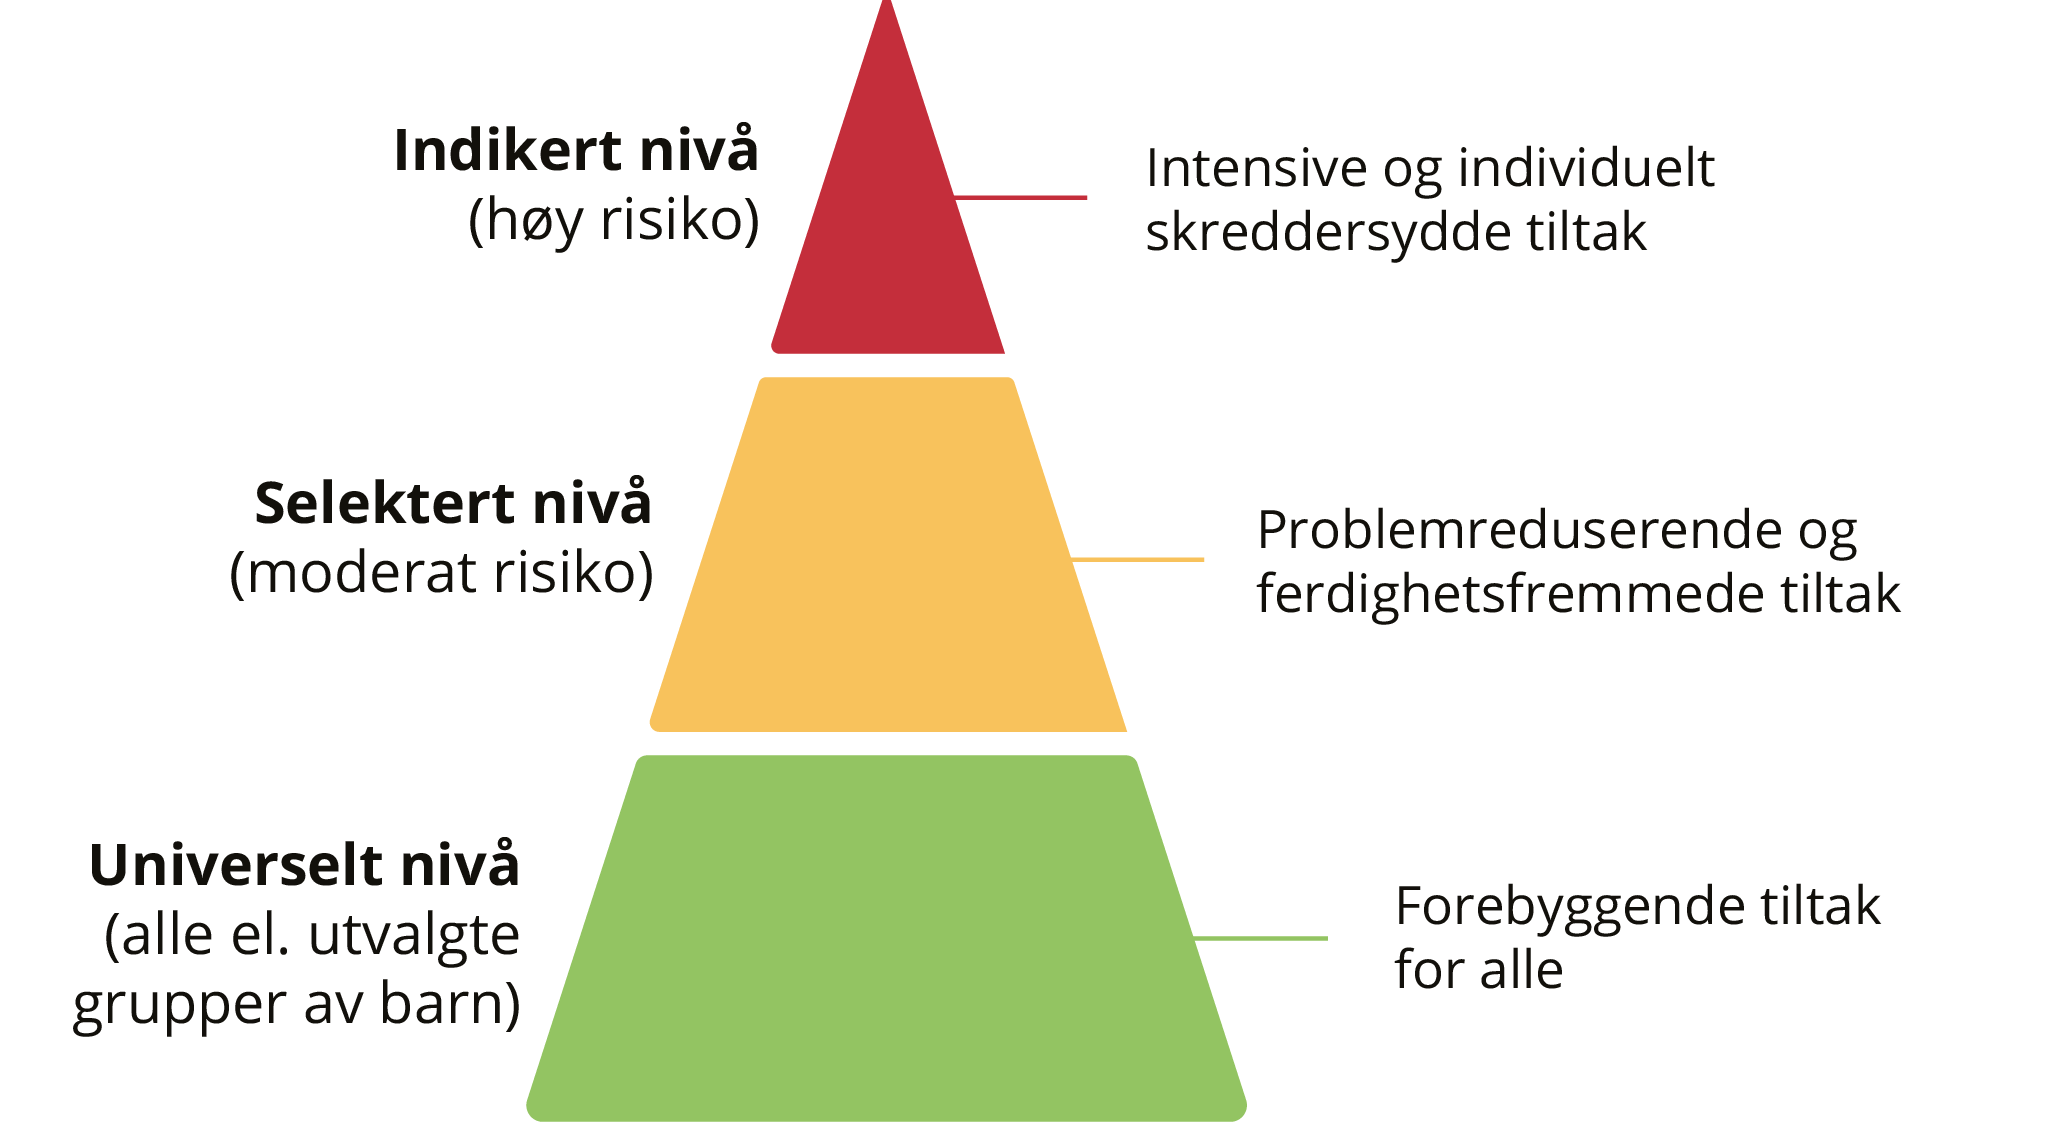 Indikert nivå
(høy risiko)
Intensive og individuelt
skreddersydde tiltak
Selektert nivå
(moderat risiko)
Problemreduserende og
ferdighetsfremmede tiltak
Universelt nivå
(alle el. utvalgte
grupper av barn)
Forebyggende tiltak
for alle